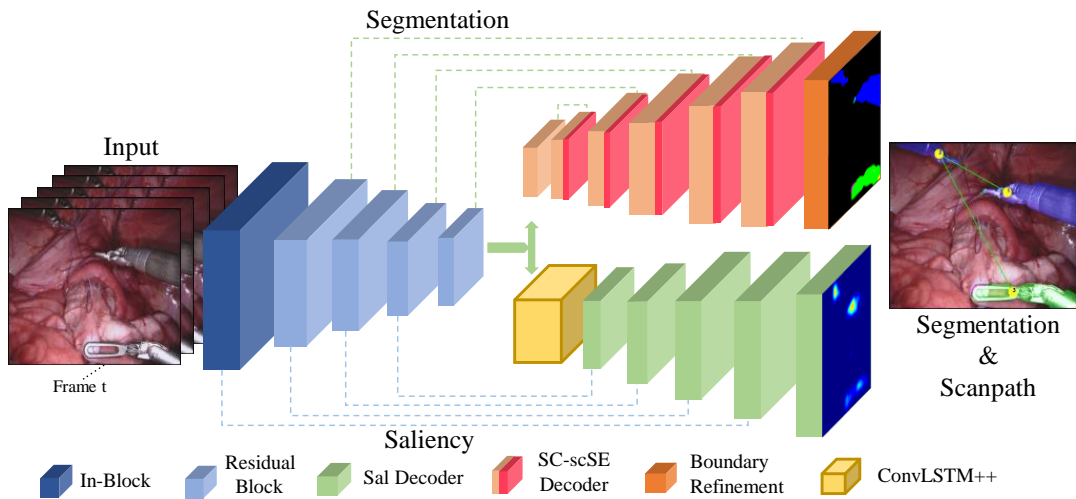 Segmentation
Input
Frame t
Segmentation
&
Scanpath
Saliency
In-Block
Residual
Block
Sal Decoder
SC-scSE
Decoder
Boundary
Refinement
ConvLSTM++